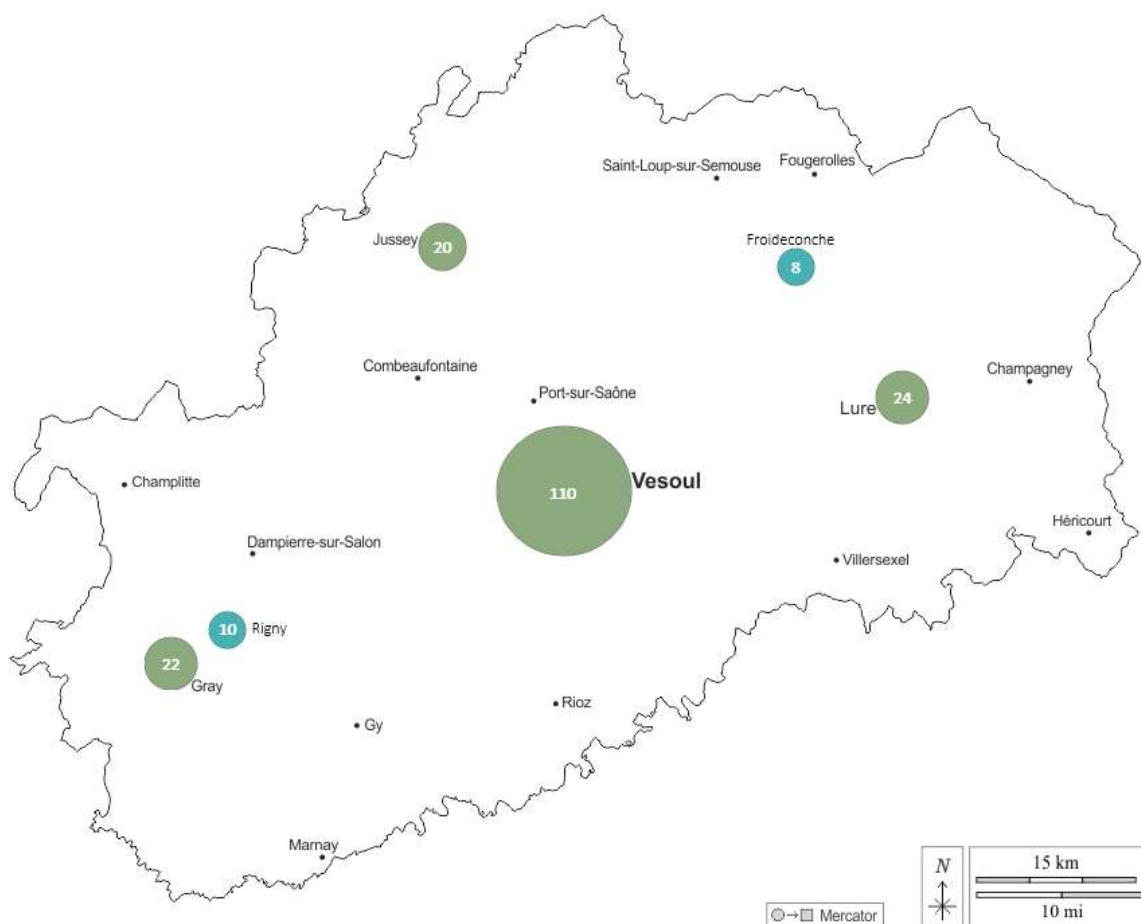 Saint-Loup-sur-Semouse
Fougerolles
Jussey
20
Froideconche
8
Combeaufontaine
Port-sur-Saône
Champagney
Lure
24
Champlitte
110
Vesoul
Héricourt
Dampierre-sur-Salon
Villersexel
10
Rigny
22
Gray
Rioz
Gy
Marnay
N
15 km
10 mi
Mercator